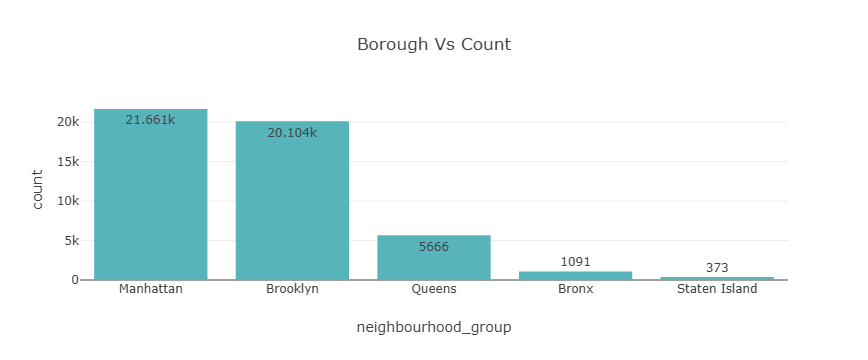 Borough Vs Count
21.661k
20.104k
5666
1091
373
20k
15k
10k
5k
0
count
Manhattan Brooklyn Queens Bronx Staten Island
neighbourhood_group